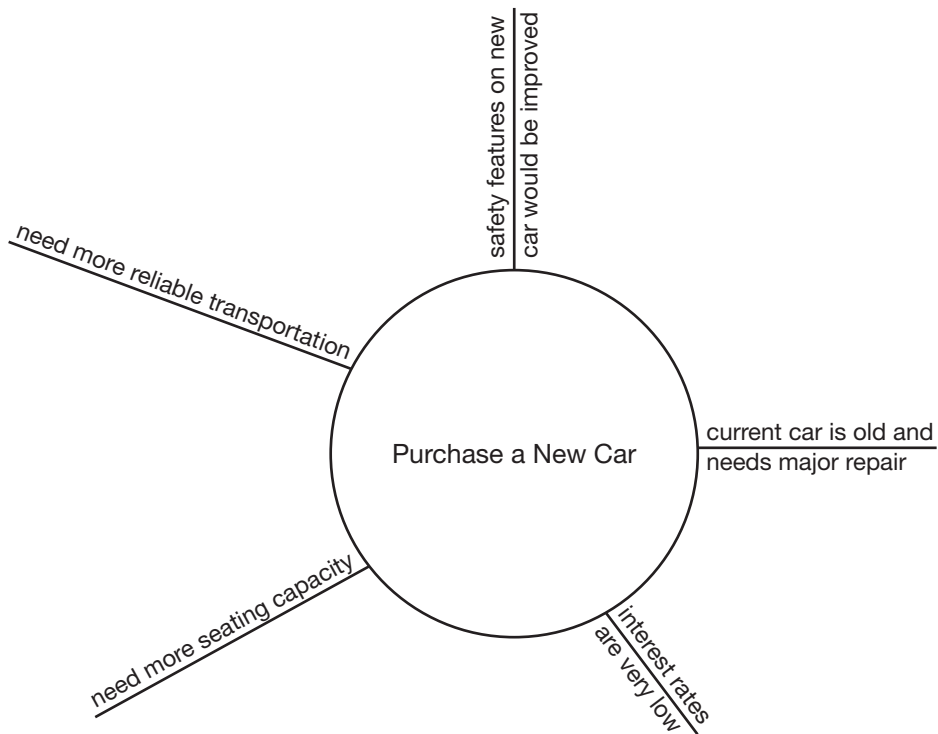 safety features on new
car would be improved
need more reliable transportation
Purchase a New Car
current car is old and
needs major repair
need more seating capacity
interest rates
are very low